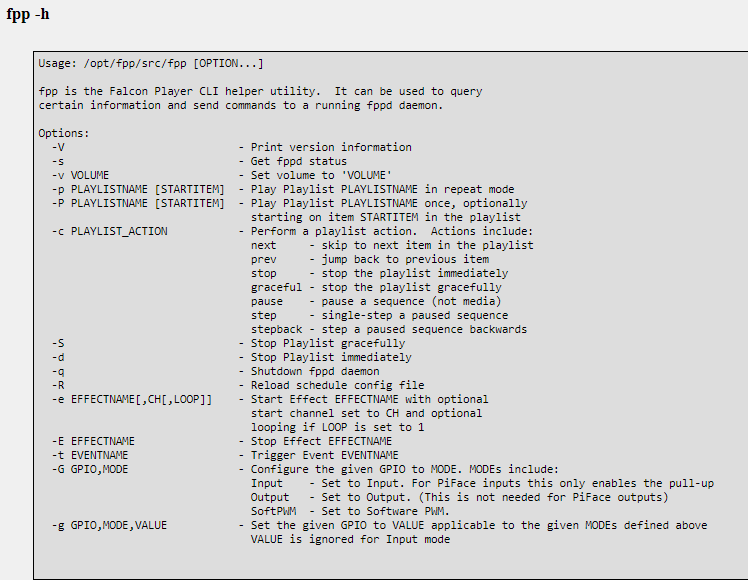 fpp -h
Usage: /opt/fpp/src/fpp [OPTION...]
fpp is the Falcon Player CLI helper utility.  It can be used to query
certain information and send commands to a running fppd daemon.
Options:
  -V                           - Print version information
  -s                           - Get fppd status
  -v VOLUME                    - Set volume to 'VOLUME'
  -p PLAYLISTNAME [STARTITEM]  - Play Playlist PLAYLISTNAME in repeat mode
  -P PLAYLISTNAME [STARTITEM]  - Play Playlist PLAYLISTNAME once, optionally
                                 starting on item STARTITEM in the playlist
  -c PLAYLIST_ACTION           - Perform a playlist action.  Actions include:
                                 next     - skip to next item in the playlist
                                 prev     - jump back to previous item
                                 stop     - stop the playlist immediately
                                 graceful - stop the playlist gracefully
                                 pause    - pause a sequence (not media)
                                 step     - single-step a paused sequence
                                 stepback - step a paused sequence backwards
  -S                           - Stop Playlist gracefully
  -d                           - Stop Playlist immediately
  -q                           - Shutdown fppd daemon
  -R                           - Reload schedule config file
  -e EFFECTNAME[,CH[,LOOP]]    - Start Effect EFFECTNAME with optional
                                 start channel set to CH and optional
                                 looping if LOOP is set to 1
  -E EFFECTNAME                - Stop Effect EFFECTNAME
  -t EVENTNAME                 - Trigger Event EVENTNAME
  -G GPIO,MODE                 - Configure the given GPIO to MODE. MODEs include:
                                 Input    - Set to Input. For PiFace inputs this only enables the pull-up
                                 Output   - Set to Output. (This is not needed for PiFace outputs)
                                 SoftPWM  - Set to Software PWM.
  -g GPIO,MODE,VALUE           - Set the given GPIO to VALUE applicable to the given MODEs defined above
                                 VALUE is ignored for Input mode